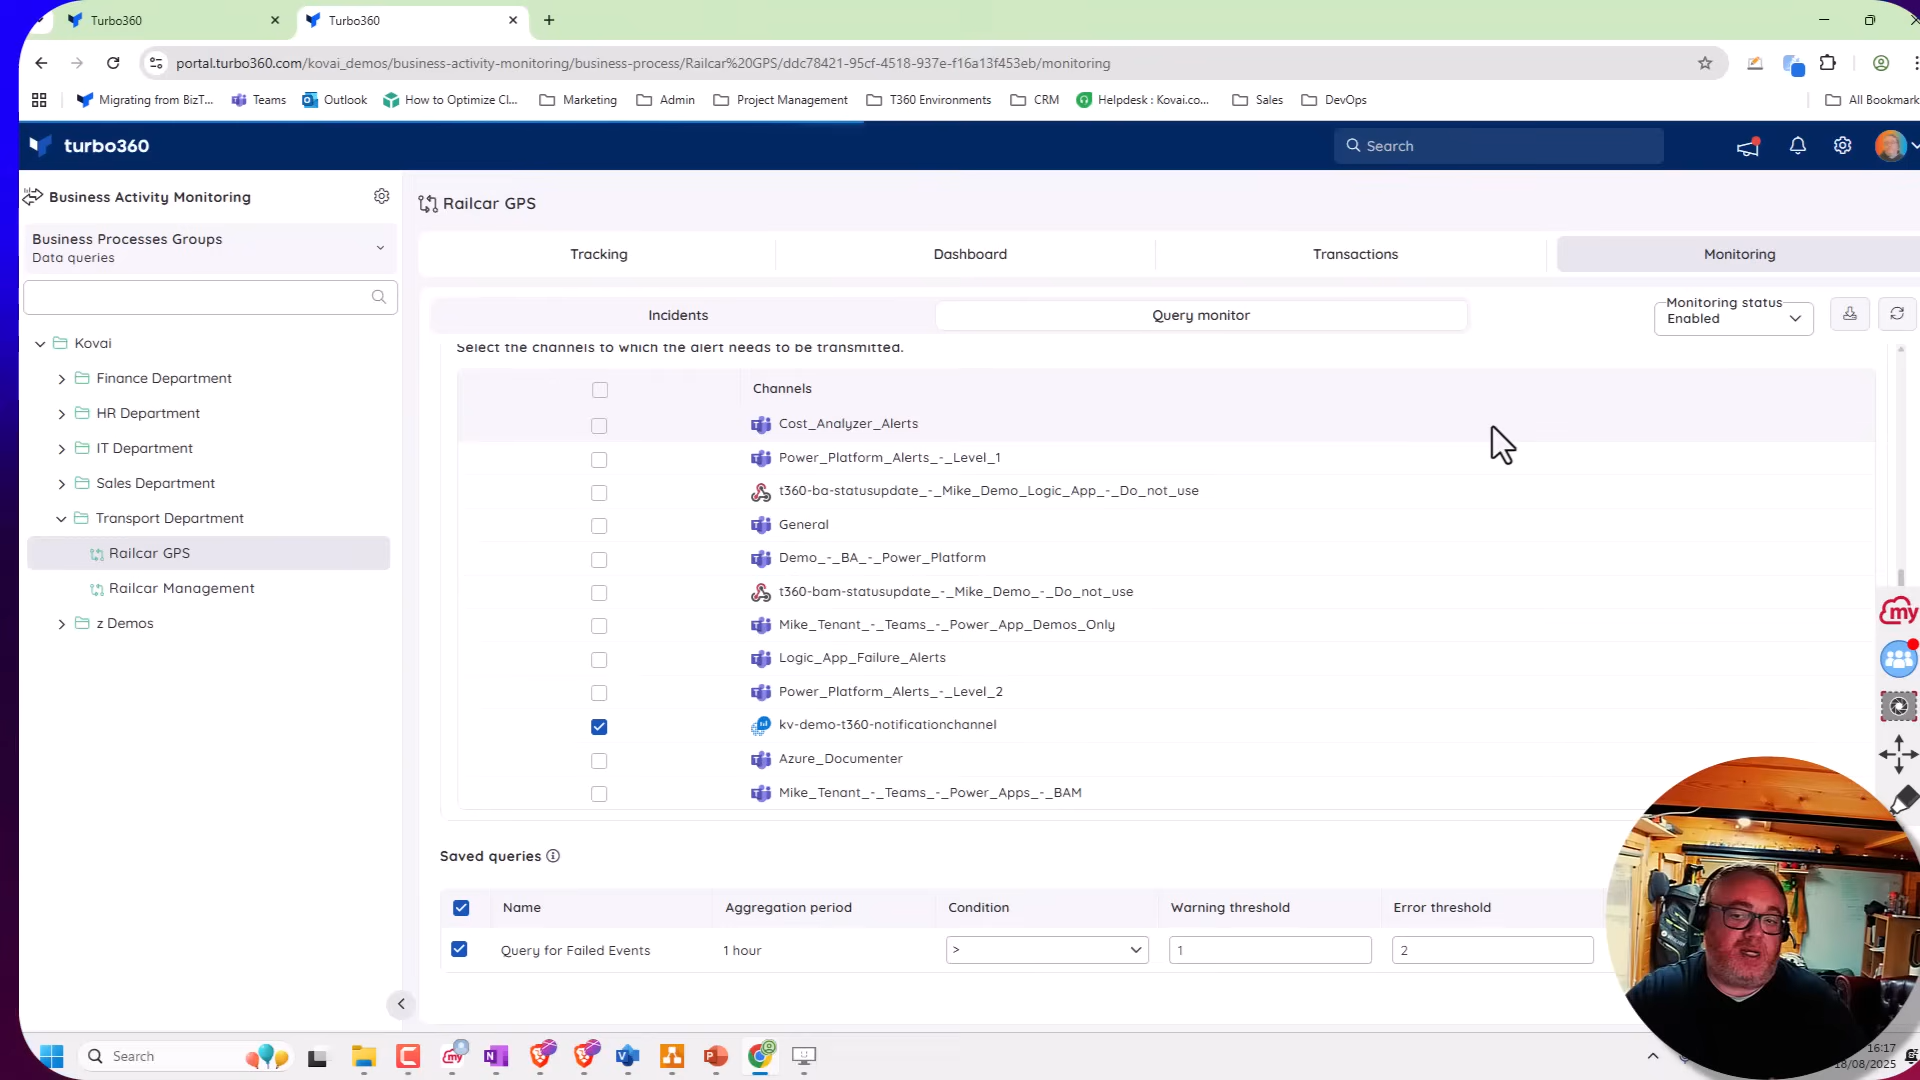 Turbo360
Turbo360
portal.turbo360.com/kovai_demos/business-activity-monitoring/business-process/Railcar%20GPS/ddc78421-95cf-4518-937e-f16a13f453eb/monitoring
Migrating from BizT...
Teams
Outlook
How to Optimize Cl...
Marketing
Admin
Project Management
T360 Environments
CRM
Helpdesk : Kovai.co...
Sales
DevOps
All Bookmark
turbo360
Search
Business Activity Monitoring
Railcar GPS
Business Processes Groups
Data queries
Tracking
Dashboard
Transactions
Monitoring
Incidents
Query monitor
Monitoring status
Enabled
Kovai
Finance Department
HR Department
IT Department
Sales Department
Transport Department
Railcar GPS
Railcar Management
z Demos
Select the channels to which the alert needs to be transmitted.
Channels
Cost_Analyzer_Alerts
Power_Platform_Alerts_-_Level_1
t360-ba-statusupdate_-_Mike_Demo_Logic_App_-_Do_not_use
General
Demo_-_BA_-_Power_Platform
t360-bam-statusupdate_-_Mike_Demo_-_Do_not_use
Mike_Tenant_-_Teams_-_Power_App_Demos_Only
Logic_App_Failure_Alerts
Power_Platform_Alerts_-_Level_2
kv-demo-t360-notificationchannel
Azure_Documenter
Mike_Tenant_-_Teams_-_Power_Apps_-_BAM
my
Saved queries
Name
Aggregation period
Condition
Warning threshold
Error threshold
Query for Failed Events
1 hour
>
1
2
Search
my
16:17
18/08/2025